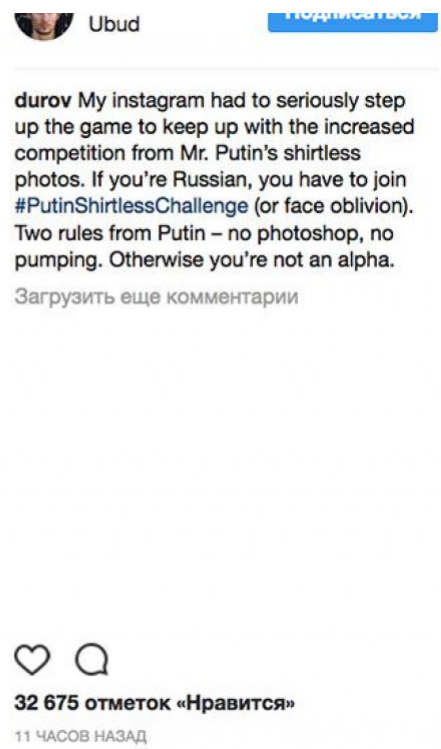 Подписаться
Ubud
durov My instagram had to seriously step
up the game to keep up with the increased
competition from Mr. Putin's shirtless
photos. If you're Russian, you have to join
#PutinShirtlessChallenge (or face oblivion).
Two rules from Putin – no photoshop, no
pumping. Otherwise you're not an alpha.
Загрузить еще комментарии
32 675 отметок «Нравится»
11 ЧАСОВ НАЗАД